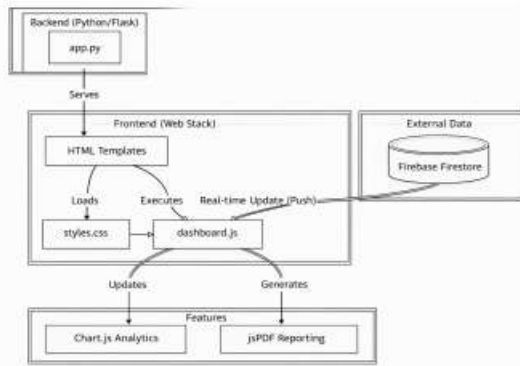 Backend (Python/Flask)
app.py
Serves
Frontend (Web Stack)
External Data
HTML Templates
Firebase Firestore
Loads
Executes
Real-time Update (Push)
styles.css
dashboard.js
Updates
Generates
Features
Chart.js Analytics
jsPDF Reporting